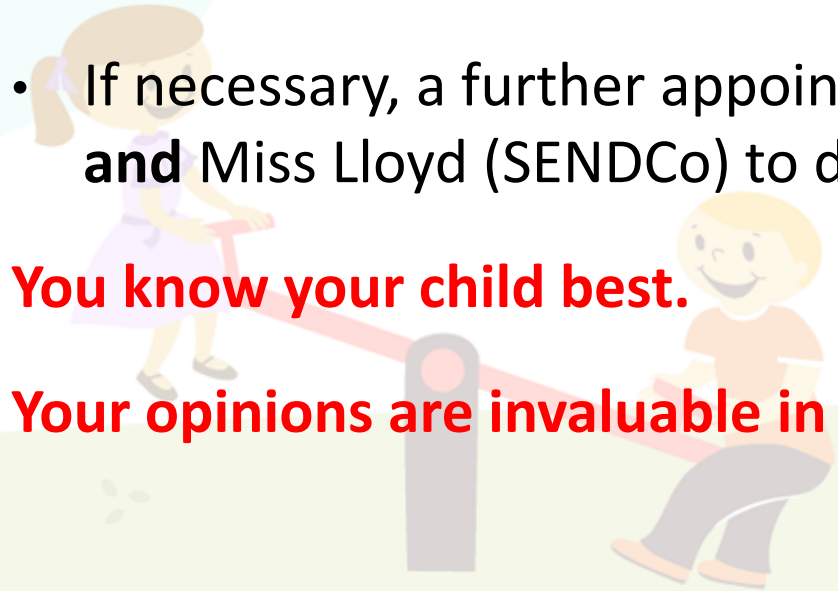 • If necessary, a further appoin
and Miss Lloyd (SENDCo) to d
You know your child best.
Your opinions are invaluable in